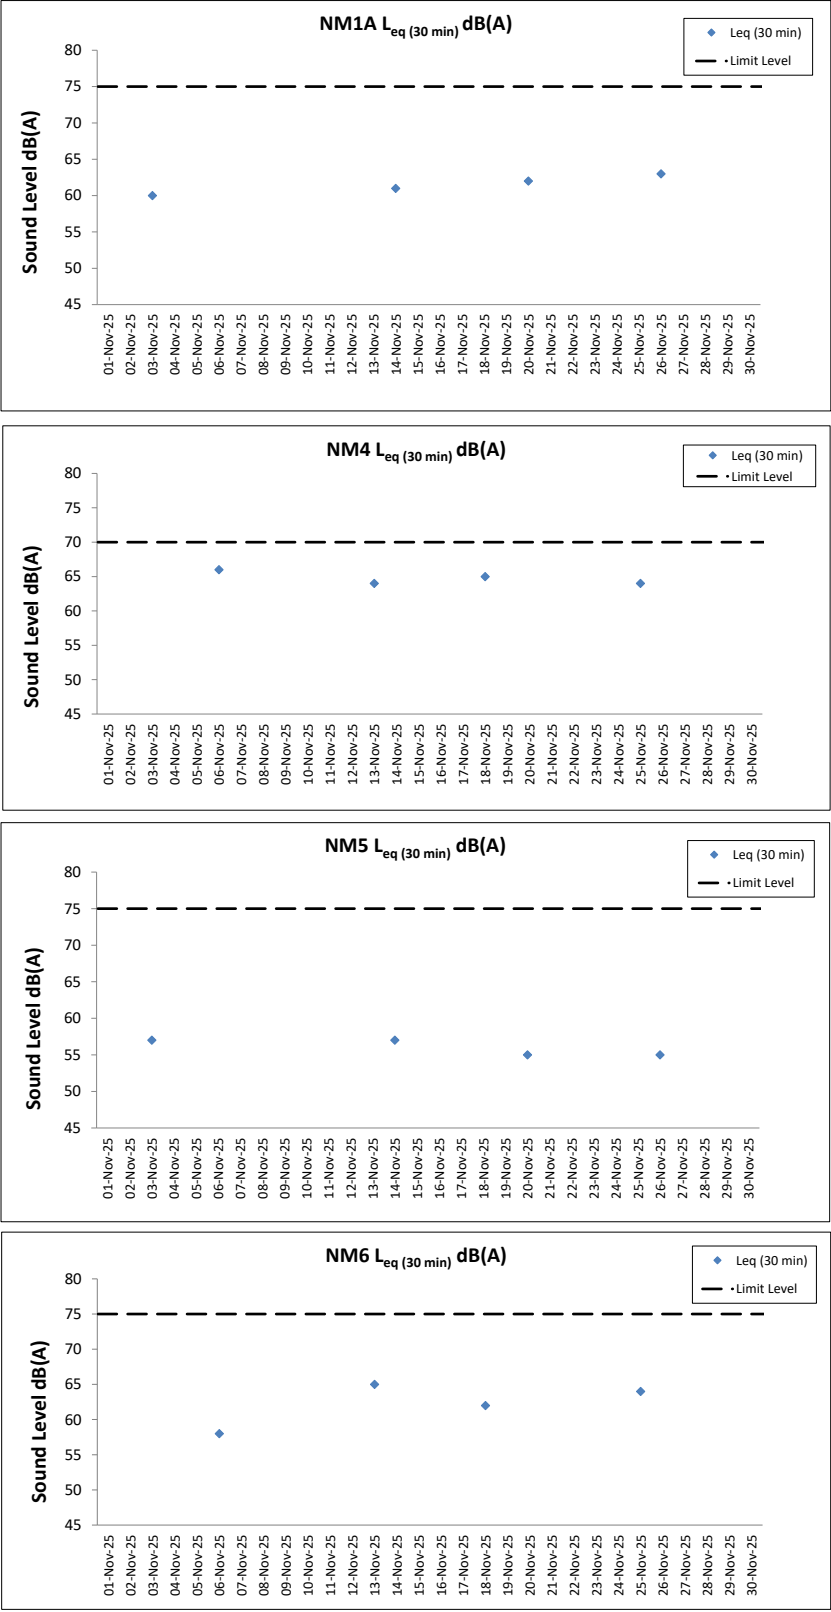 NM1A Leq (30 min) dB(A)
Leq (30 min)
Limit Level
Sound Level dB(A)
80
75
70
65
60
55
50
45
01-Nov-25
02-Nov-25
03-Nov-25
04-Nov-25
05-Nov-25
06-Nov-25
07-Nov-25
08-Nov-25
09-Nov-25
10-Nov-25
11-Nov-25
12-Nov-25
13-Nov-25
14-Nov-25
15-Nov-25
16-Nov-25
17-Nov-25
18-Nov-25
19-Nov-25
20-Nov-25
21-Nov-25
22-Nov-25
23-Nov-25
24-Nov-25
25-Nov-25
26-Nov-25
27-Nov-25
28-Nov-25
29-Nov-25
30-Nov-25
NM4 Leq (30 min) dB(A)
Leq (30 min)
Limit Level
Sound Level dB(A)
80
75
70
65
60
55
50
45
01-Nov-25
02-Nov-25
03-Nov-25
04-Nov-25
05-Nov-25
06-Nov-25
07-Nov-25
08-Nov-25
09-Nov-25
10-Nov-25
11-Nov-25
12-Nov-25
13-Nov-25
14-Nov-25
15-Nov-25
16-Nov-25
17-Nov-25
18-Nov-25
19-Nov-25
20-Nov-25
21-Nov-25
22-Nov-25
23-Nov-25
24-Nov-25
25-Nov-25
26-Nov-25
27-Nov-25
28-Nov-25
29-Nov-25
30-Nov-25
NM5 Leq (30 min) dB(A)
Leq (30 min)
Limit Level
Sound Level dB(A)
80
75
70
65
60
55
50
45
01-Nov-25
02-Nov-25
03-Nov-25
04-Nov-25
05-Nov-25
06-Nov-25
07-Nov-25
08-Nov-25
09-Nov-25
10-Nov-25
11-Nov-25
12-Nov-25
13-Nov-25
14-Nov-25
15-Nov-25
16-Nov-25
17-Nov-25
18-Nov-25
19-Nov-25
20-Nov-25
21-Nov-25
22-Nov-25
23-Nov-25
24-Nov-25
25-Nov-25
26-Nov-25
27-Nov-25
28-Nov-25
29-Nov-25
30-Nov-25
NM6 Leq (30 min) dB(A)
Leq (30 min)
Limit Level
Sound Level dB(A)
80
75
70
65
60
55
50
45
01-Nov-25
02-Nov-25
03-Nov-25
04-Nov-25
05-Nov-25
06-Nov-25
07-Nov-25
08-Nov-25
09-Nov-25
10-Nov-25
11-Nov-25
12-Nov-25
13-Nov-25
14-Nov-25
15-Nov-25
16-Nov-25
17-Nov-25
18-Nov-25
19-Nov-25
20-Nov-25
21-Nov-25
22-Nov-25
23-Nov-25
24-Nov-25
25-Nov-25
26-Nov-25
27-Nov-25
28-Nov-25
29-Nov-25
30-Nov-25